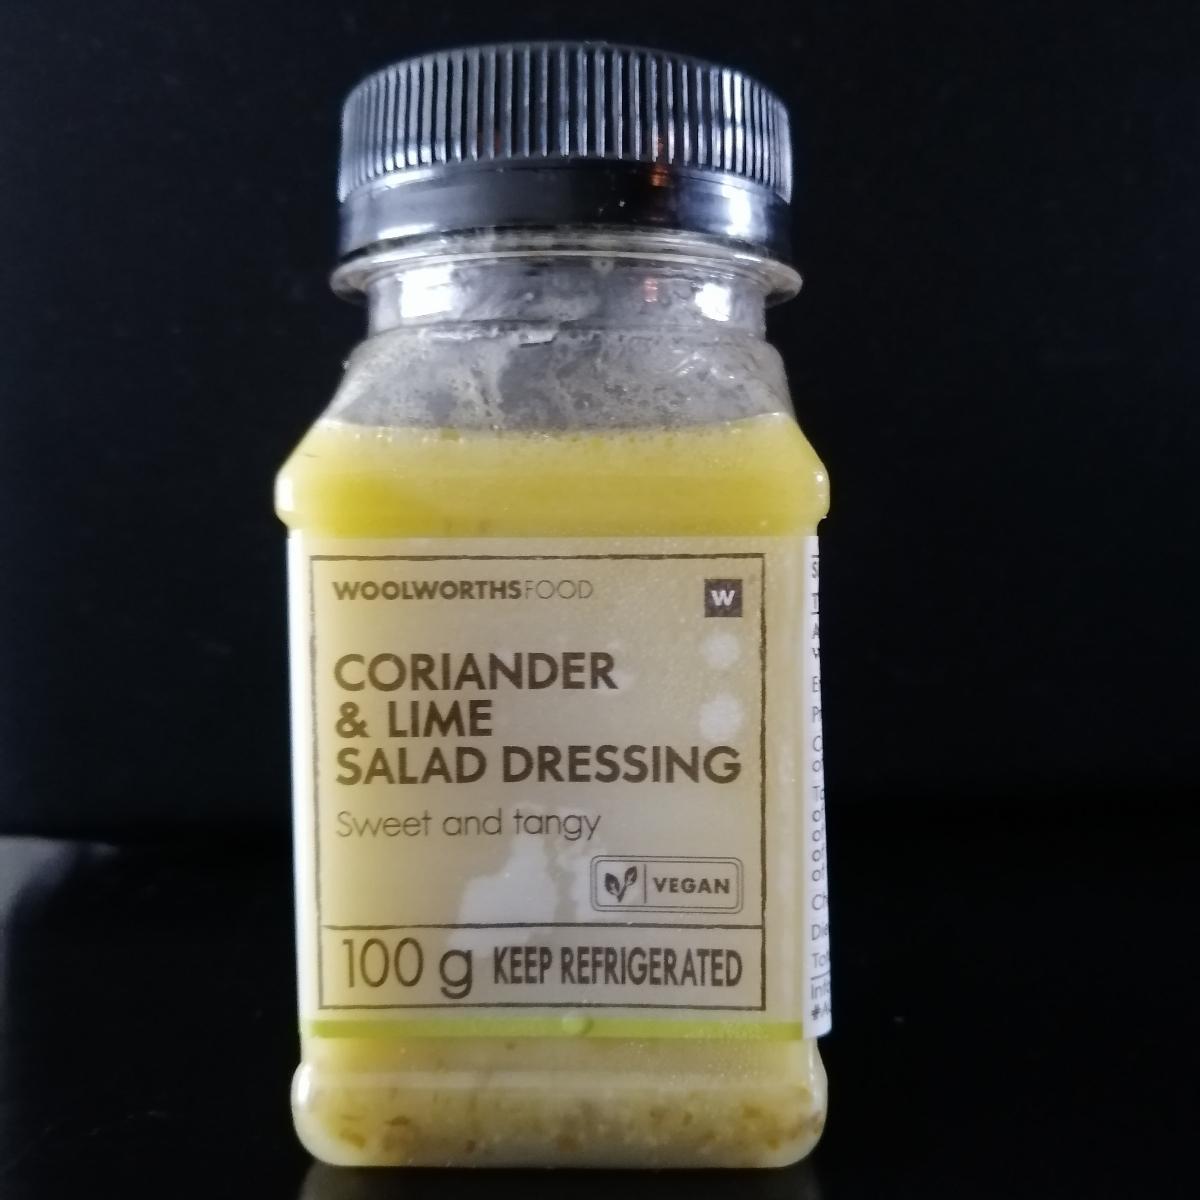 WOOLWORTHSFOOD
W
CORIANDER
& LIME
SALAD DRESSING
Sweet and tangy
VEGAN
100 g KEEP REFRIGERATED